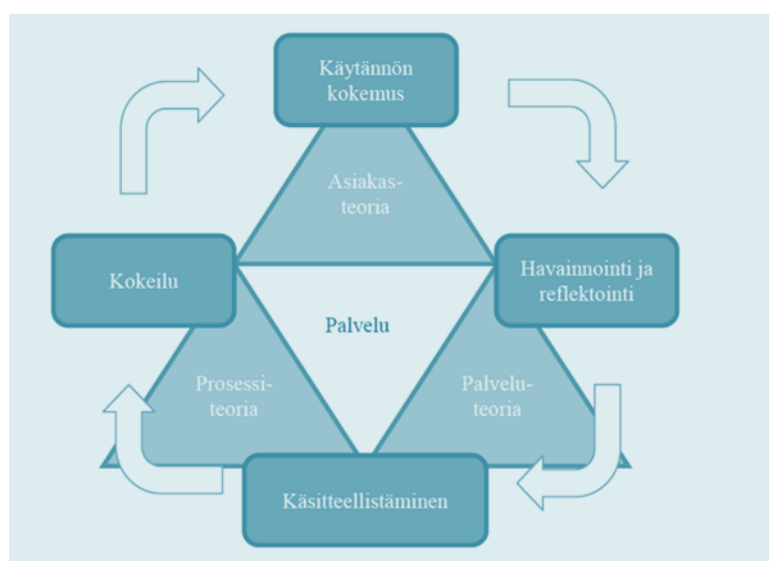 Käytännön
kokemus
Asiakas-
teoria
Kokeilu
Havainnointi ja
reflektointi
Palvelu
Prosessi-
teoria
Palvelu-
teoria
Käsitteellistäminen